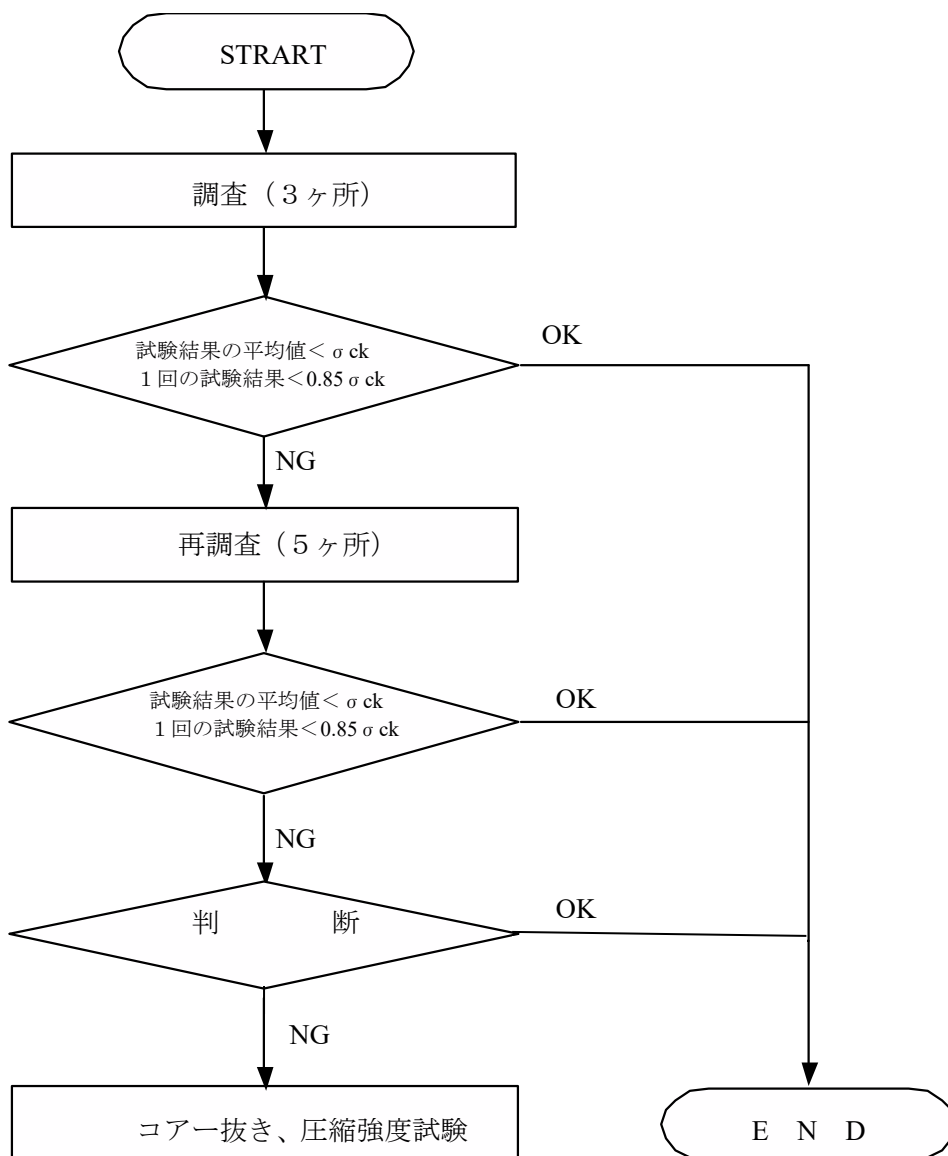 STRART
調査（３ヶ所）
試験結果の平均値＜σck
１回の試験結果＜0.85σck
OK
NG
再調査（５ヶ所）
試験結果の平均値＜σck
１回の試験結果＜0.85σck
OK
NG
判　　　断
OK
NG
コアー抜き、圧縮強度試験
E　N　D